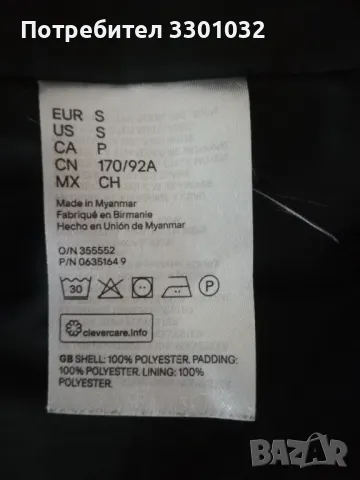 Потребител 3301032
EUR S
US S
CA P
CN 170/92A
MX CH
Made in Myanmar
Fabriqué en Birmanie
Hecho en Unión de Myanmar
O/N 355552
P/N 0635164 9
30 P
clevercare.info
GB SHELL: 100% POLYESTER. PADDING:
100% POLYESTER. LINING: 100%
POLYESTER.
BAZAR